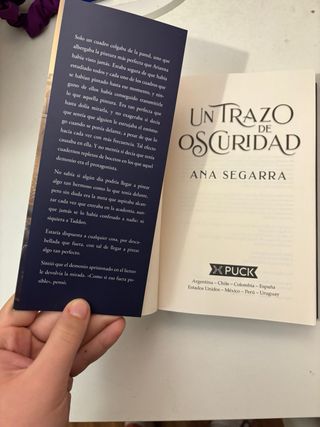 Solo un cuadro colgaba de la pared, uno que
albergaba la pintura más perfecta que Arianna
había visto jamás. Estaba segura de que había
estudiado todos y cada uno de los cuadros que
se habían pintado hasta ese momento, y nin-
guno de ellos había conseguido transmitirle
lo que aquella pintura. Era tan perfecto que
hasta dolía mirarla, y no exageraba si decía
que sentía que alguien le estrujaba el estóma-
go cuando se ponía delante, a pesar de que lo
hacía cada vez con más frecuencia. Tal efecto
causaba en ella. Y no menos al decir que tenía
cuadernos repletos de bocetos en los que aquel
demonio era el protagonista.
No sabía si algún día podría llegar a pintar
algo tan hermoso como lo que tenía delante,
pero sin duda era la meta que aspiraba alcan-
zar cada vez que entraba en la academia, aun-
que jamás se lo había confesado a nadie; ni
siquiera a Taddeo.
Estaría dispuesta a cualquier cosa, por desca-
bellada que fuera, con tal de llegar a pintar
algo tan perfecto.
Sintió que el demonio aprisionado en el lienzo
le devolvía la mirada. «Como si eso fuera po-
sible», pensó.
UN TRAZO
DE
OSCURIDAD
ANA SEGARRA
PUCK
Argentina – Chile – Colombia – España
Estados Unidos – México – Perú – Uruguay